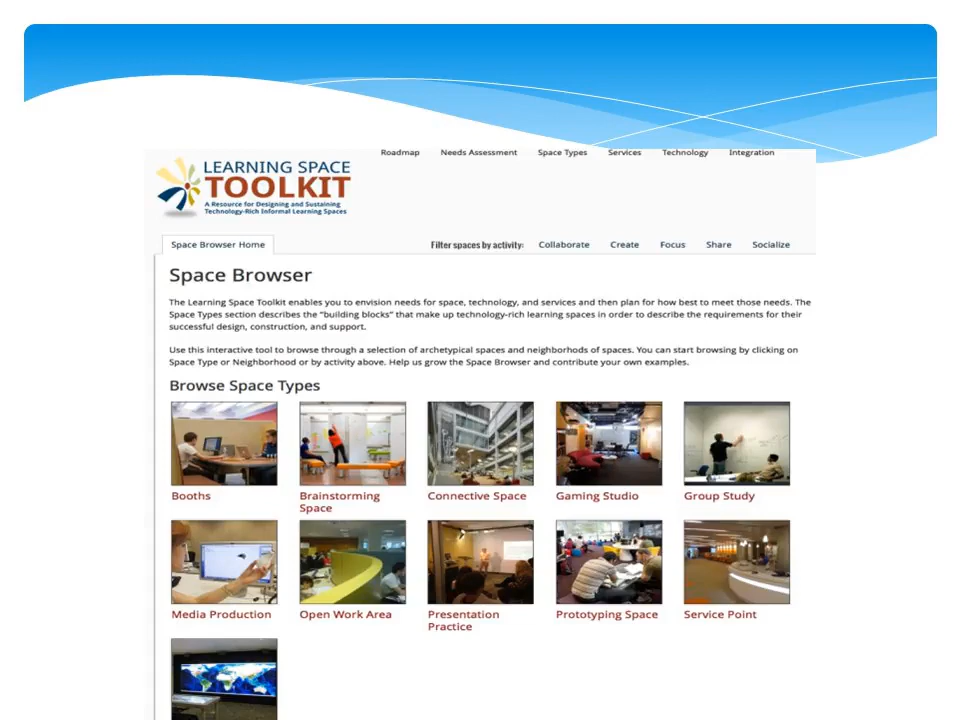 Roadmap Needs Assessment Space Types Services Technology Integration
LEARNING SPACE
TOOLKIT
A Resource for Designing and Sustaining
Technology-Rich Informal Learning Spaces
Space Browser Home Filter spaces by activity: Collaborate Create Focus Share Socialize
Space Browser
The Learning Space Toolkit enables you to envision needs for space, technology, and services and then plan for how best to meet those needs. The
Space Types section describes the "building blocks" that make up technology-rich learning spaces in order to describe the requirements for their
successful design, construction, and support.
Use this interactive tool to browse through a selection of archetypical spaces and neighborhods of spaces. You can start browsing by clicking on
Space Type or Neighborhood or by activity above. Help us grow the Space Browser and contribute your own examples.
Browse Space Types
Booths
Brainstorming
Space
Connective Space
Gaming Studio
Group Study
Media Production
Open Work Area
Presentation
Practice
Prototyping Space
Service Point